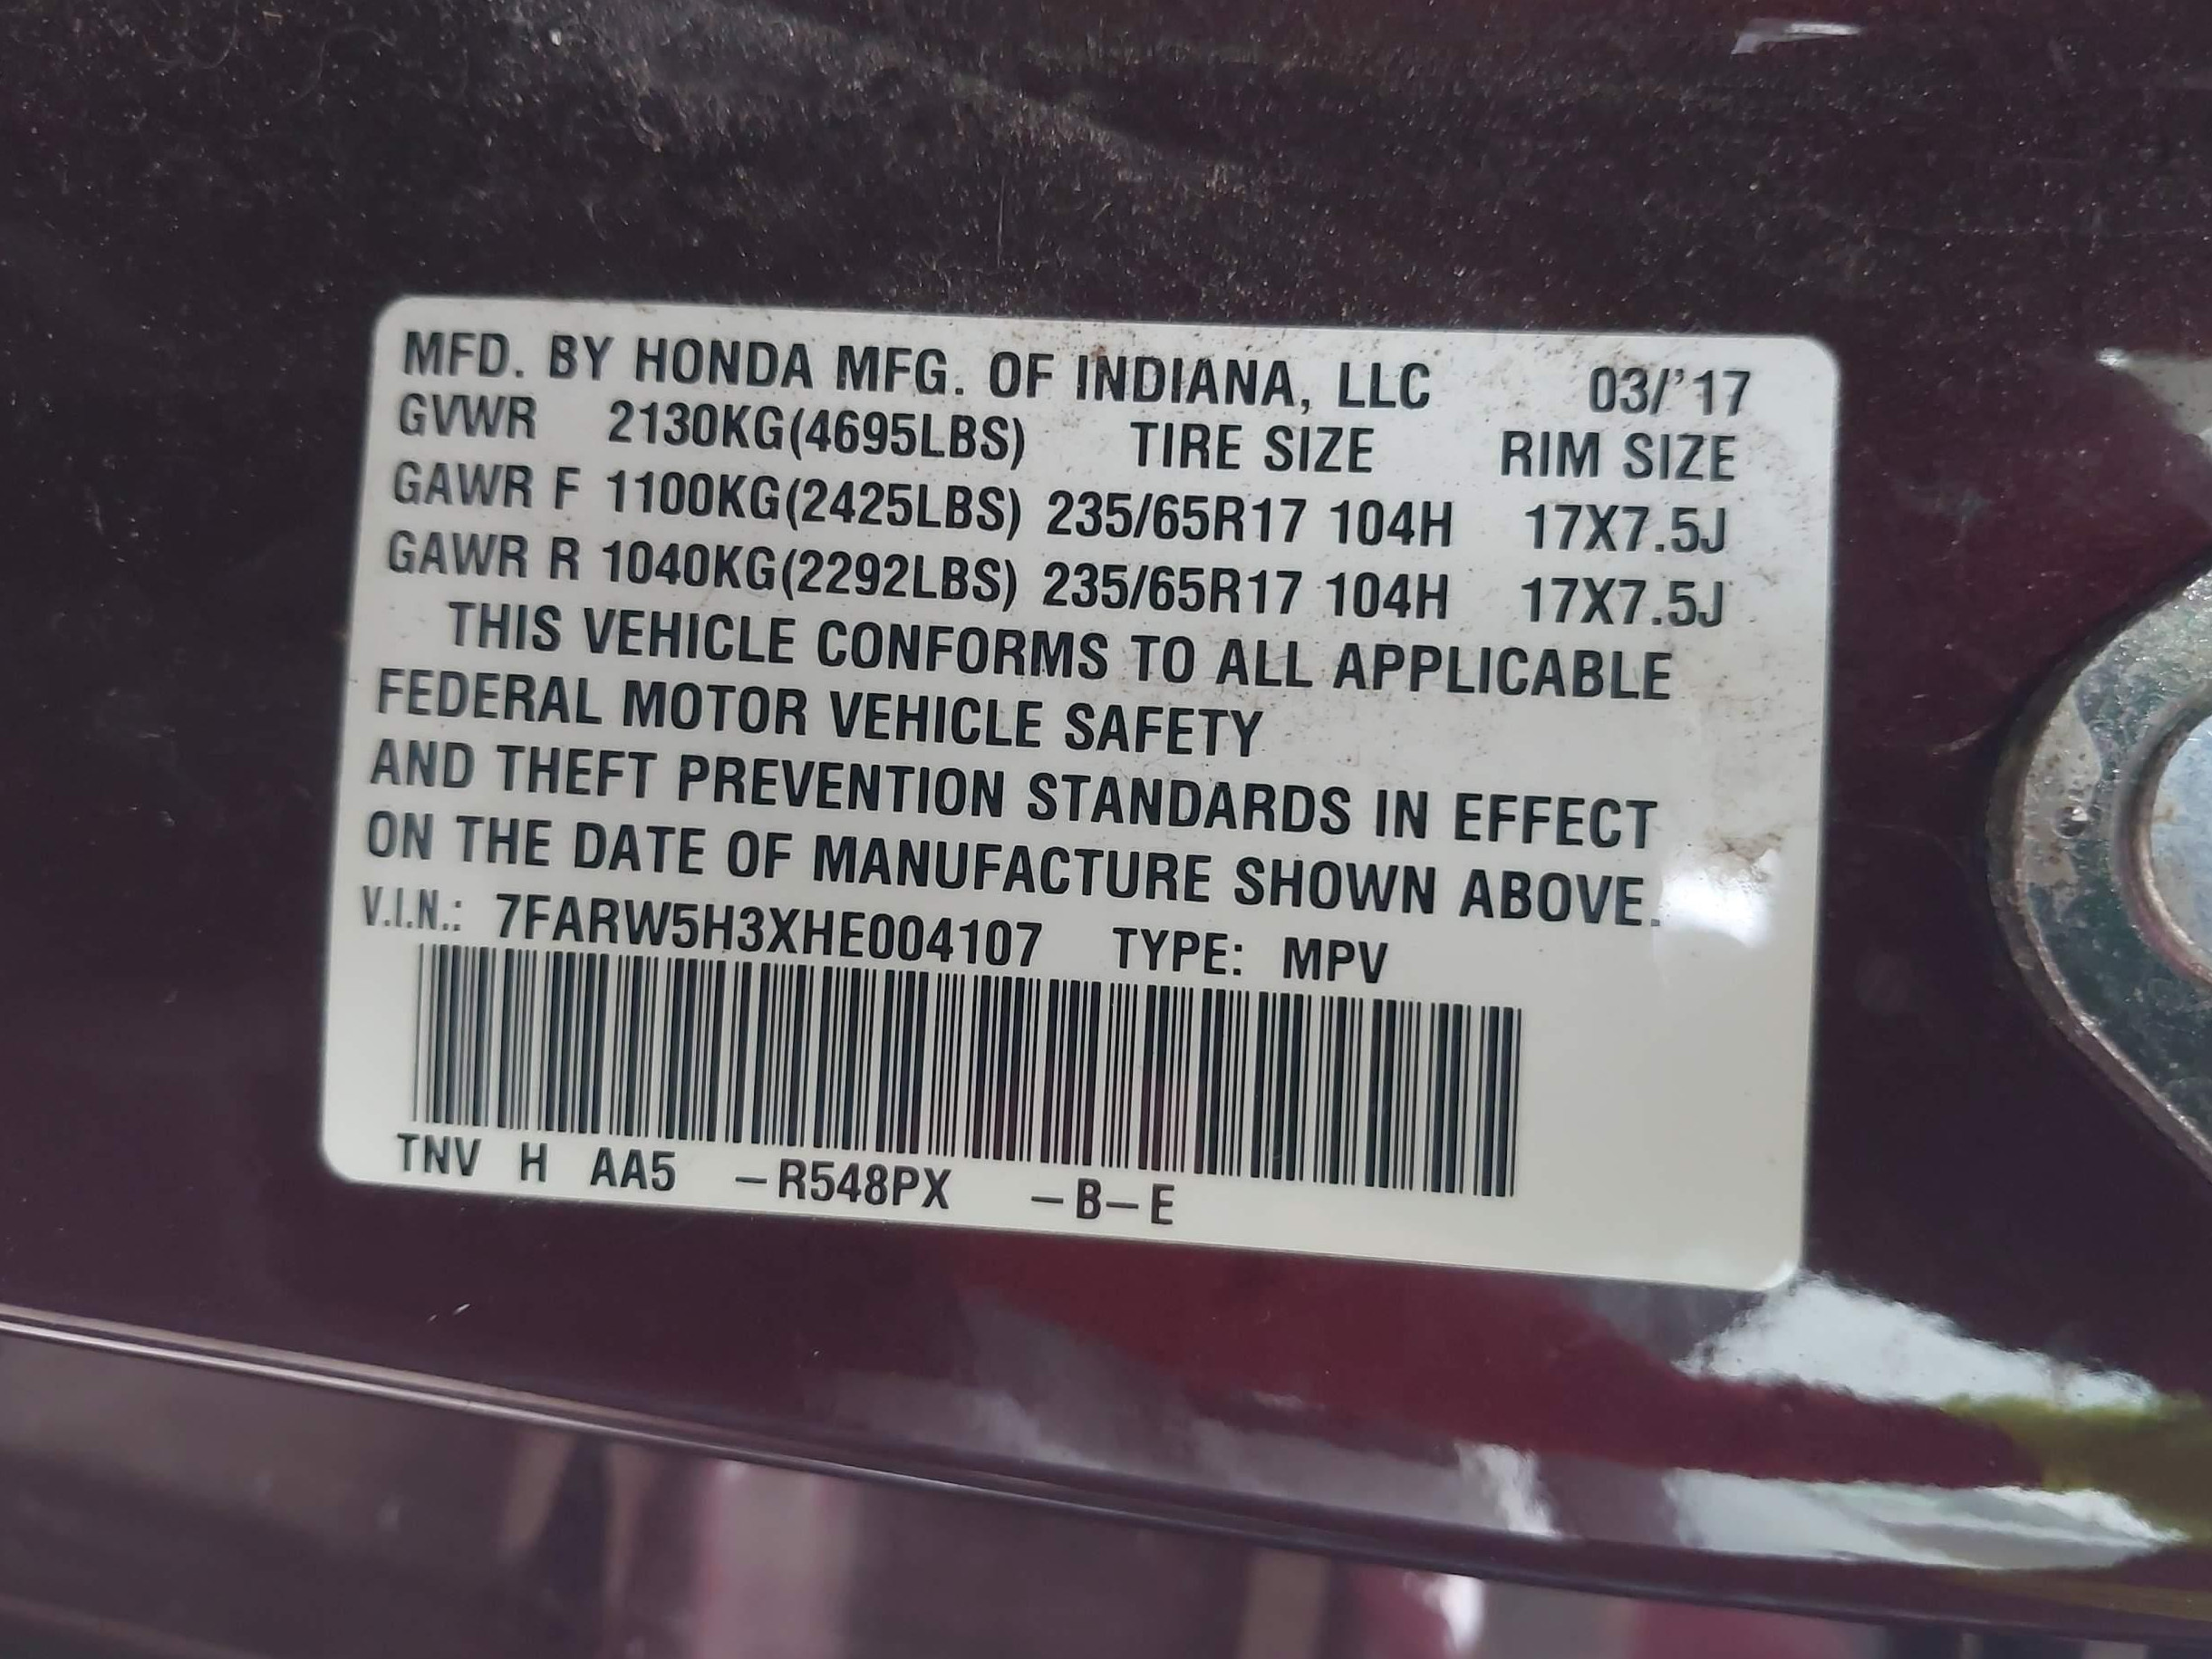 MFD. BY HONDA MFG. OF INDIANA, LLC 03/'17
GVWR 2130KG(4695LBS) TIRE SIZE RIM SIZE
GAWR F 1100KG(2425LBS) 235/65R17 104H 17X7.5J
GAWR R 1040KG(2292LBS) 235/65R17 104H 17X7.5J
THIS VEHICLE CONFORMS TO ALL APPLICABLE
FEDERAL MOTOR VEHICLE SAFETY
AND THEFT PREVENTION STANDARDS IN EFFECT
ON THE DATE OF MANUFACTURE SHOWN ABOVE.
V.I.N.: 7FARW5H3XHE004107 TYPE: MPV
TNV H AA5 –R548PX –B–E